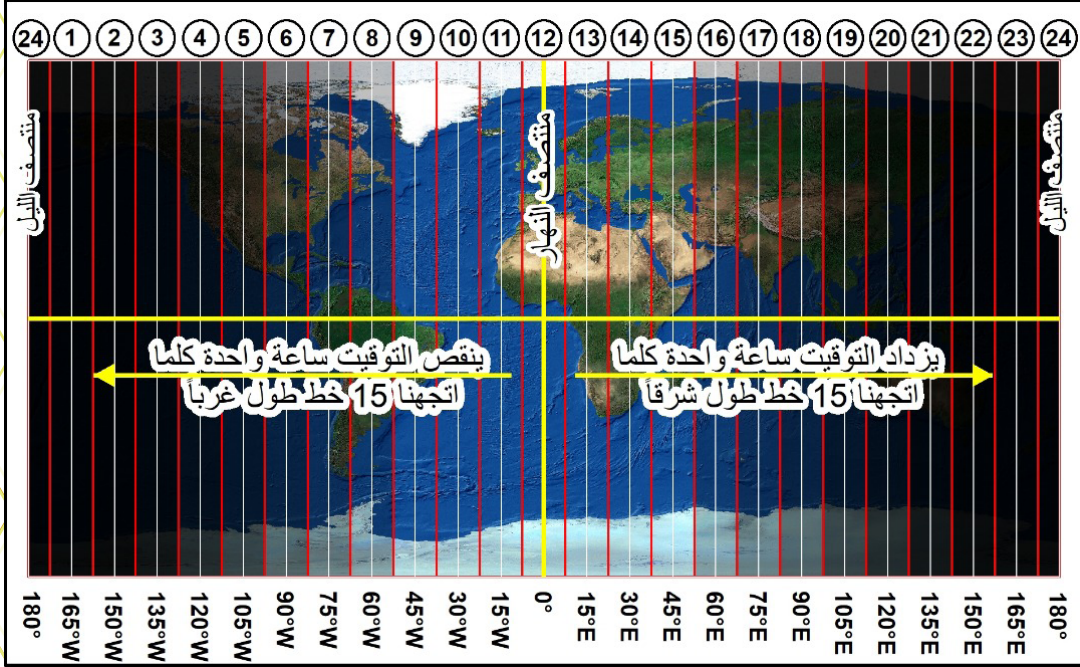 24 1 2 3 4 5 6 7 8 9 10 11 12 13 14 15 16 17 18 19 20 21 22 23 24
منتصف الليل
منتصف النهار
منتصف الليل
يزداد التوقيت ساعة واحدة كلما
اتجهنا 15 خط طول شرقاً
ينقص التوقيت ساعة واحدة كلما
اتجهنا 15 خط طول غرباً
180° 165°W 150°W 135°W 120°W 105°W 90°W 75°W 60°W 45°W 30°W 15°W 0° 15°E 30°E 45°E 60°E 75°E 90°E 105°E 120°E 135°E 150°E 165°E 180°